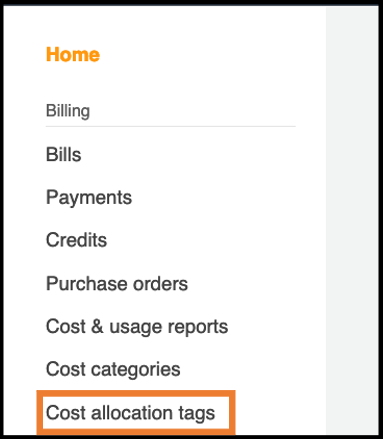 Home
Billing
Bills
Payments
Credits
Purchase orders
Cost & usage reports
Cost categories
Cost allocation tags